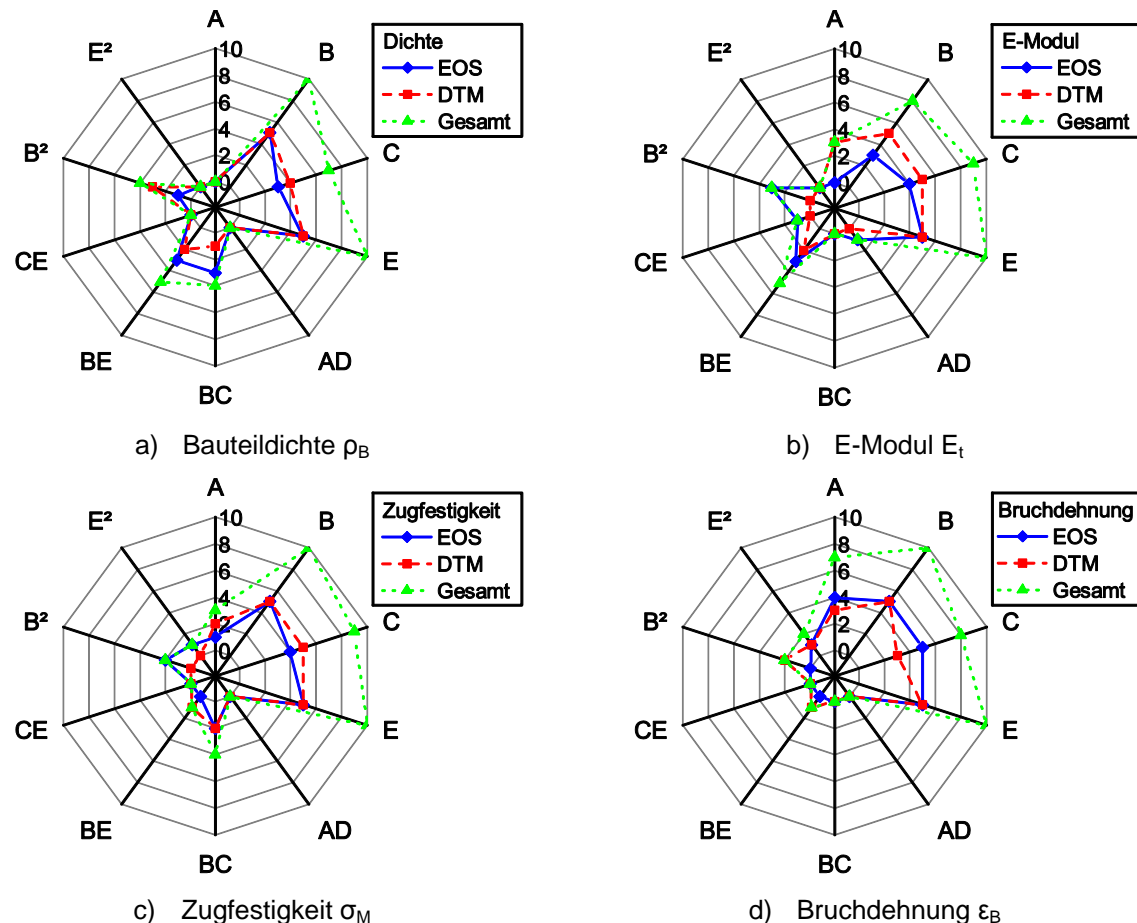 A
B
C
E
AD
BC
BE
CE
B²
E²
10
8
6
4
2
0
Dichte
EOS
DTM
Gesamt
a) Bauteildichte ρB
A
B
C
E
AD
BC
BE
CE
B²
E²
10
8
6
4
2
0
E-Modul
EOS
DTM
Gesamt
b) E-Modul Et
A
B
C
E
AD
BC
BE
CE
B²
E²
10
8
6
4
2
0
Zugfestigkeit
EOS
DTM
Gesamt
c) Zugfestigkeit σM
A
B
C
E
AD
BC
BE
CE
B²
E²
10
8
6
4
2
0
Bruchdehnung
EOS
DTM
Gesamt
d) Bruchdehnung εB